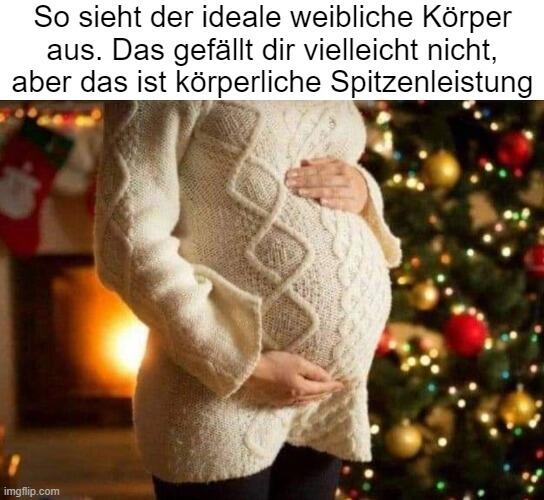 So sieht der ideale weibliche Körper
aus. Das gefällt dir vielleicht nicht,
aber das ist körperliche Spitzenleistung
imgflip.com